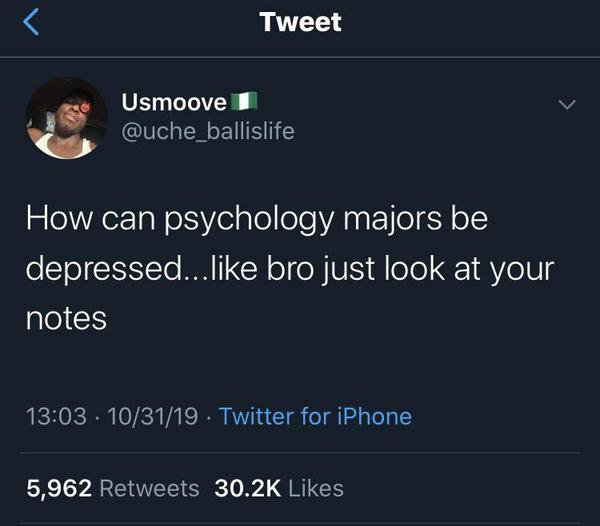 Tweet
Usmoove🇳🇬
@uche_ballislife
How can psychology majors be
depressed...like bro just look at your
notes
13:03 · 10/31/19 · Twitter for iPhone
5,962 Retweets 30.2K Likes